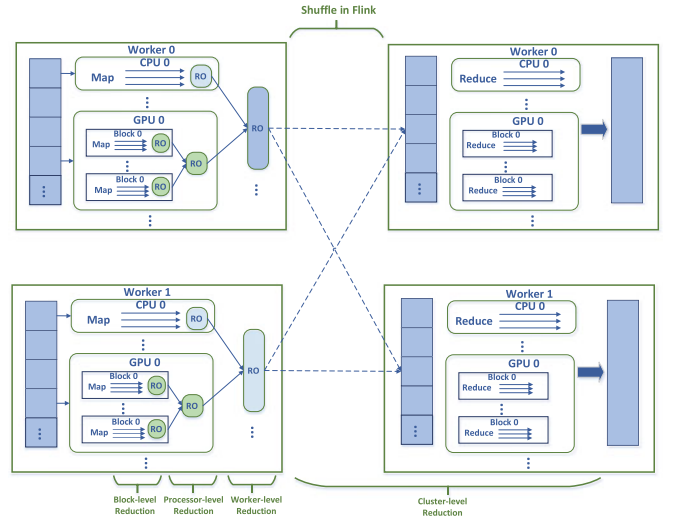 Shuffle in Flink
Worker 0
CPU 0
Map
RO
GPU 0
Block 0
Map
RO
RO
Block 0
Map
RO
RO
Worker 0
CPU 0
Reduce
GPU 0
Block 0
Reduce
Block 0
Reduce
Worker 1
CPU 0
Map
RO
GPU 0
Block 0
Map
RO
RO
Block 0
Map
RO
RO
Worker 1
CPU 0
Reduce
GPU 0
Block 0
Reduce
Block 0
Reduce
Block-level
Reduction
Processor-level
Reduction
Worker-level
Reduction
Cluster-level
Reduction